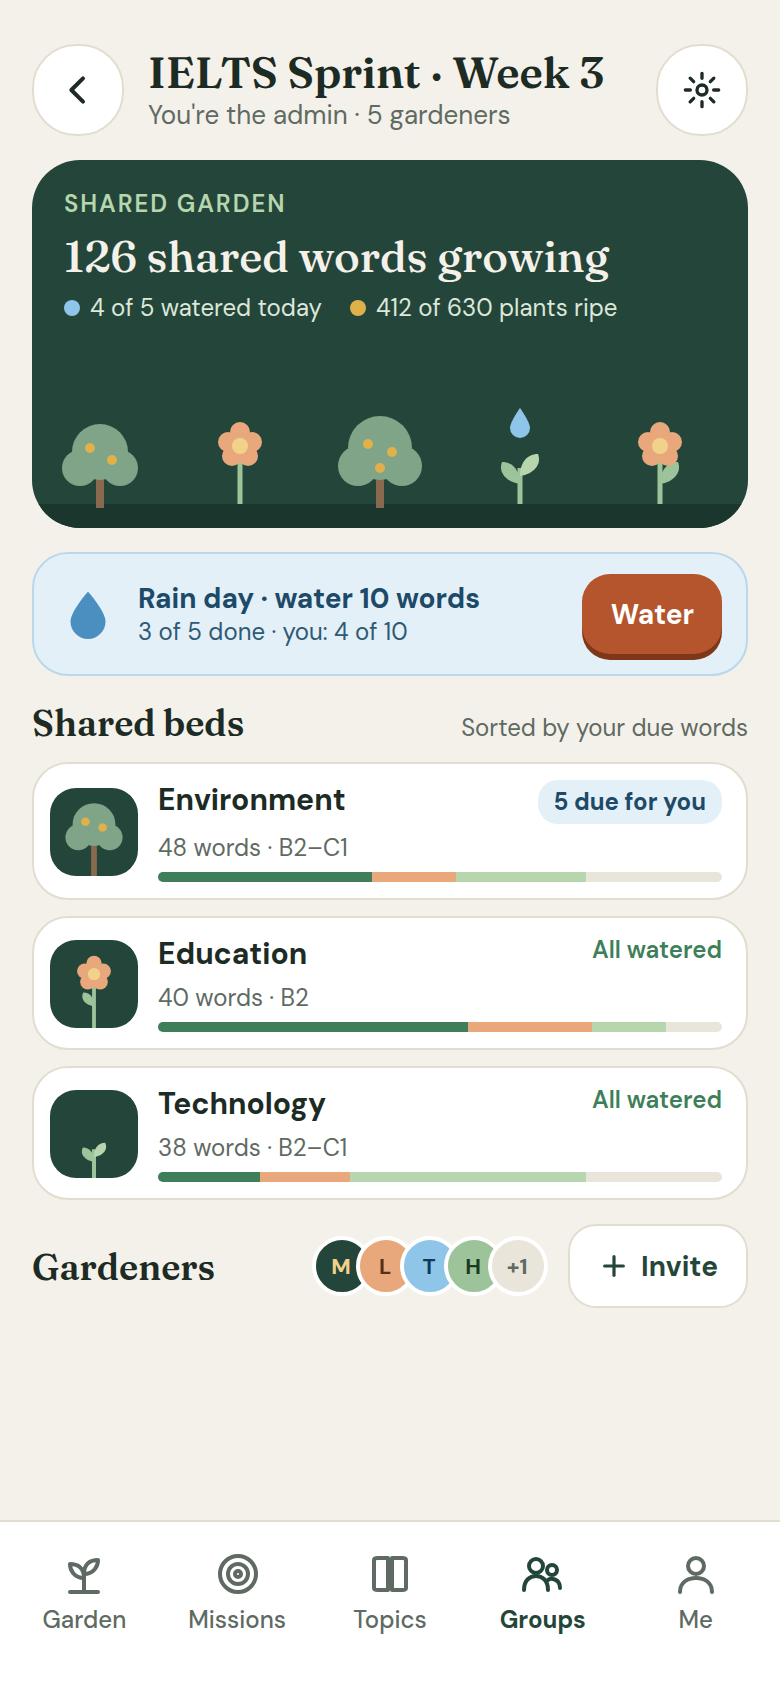 IELTS Sprint · Week 3
You're the admin · 5 gardeners
SHARED GARDEN
126 shared words growing
4 of 5 watered today 412 of 630 plants ripe
Rain day · water 10 words
3 of 5 done · you: 4 of 10
Water
Shared beds
Sorted by your due words
Environment
5 due for you
48 words · B2–C1
Education
All watered
40 words · B2
Technology
All watered
38 words · B2–C1
Gardeners
M L T H +1
Invite
Garden Missions Topics Groups Me